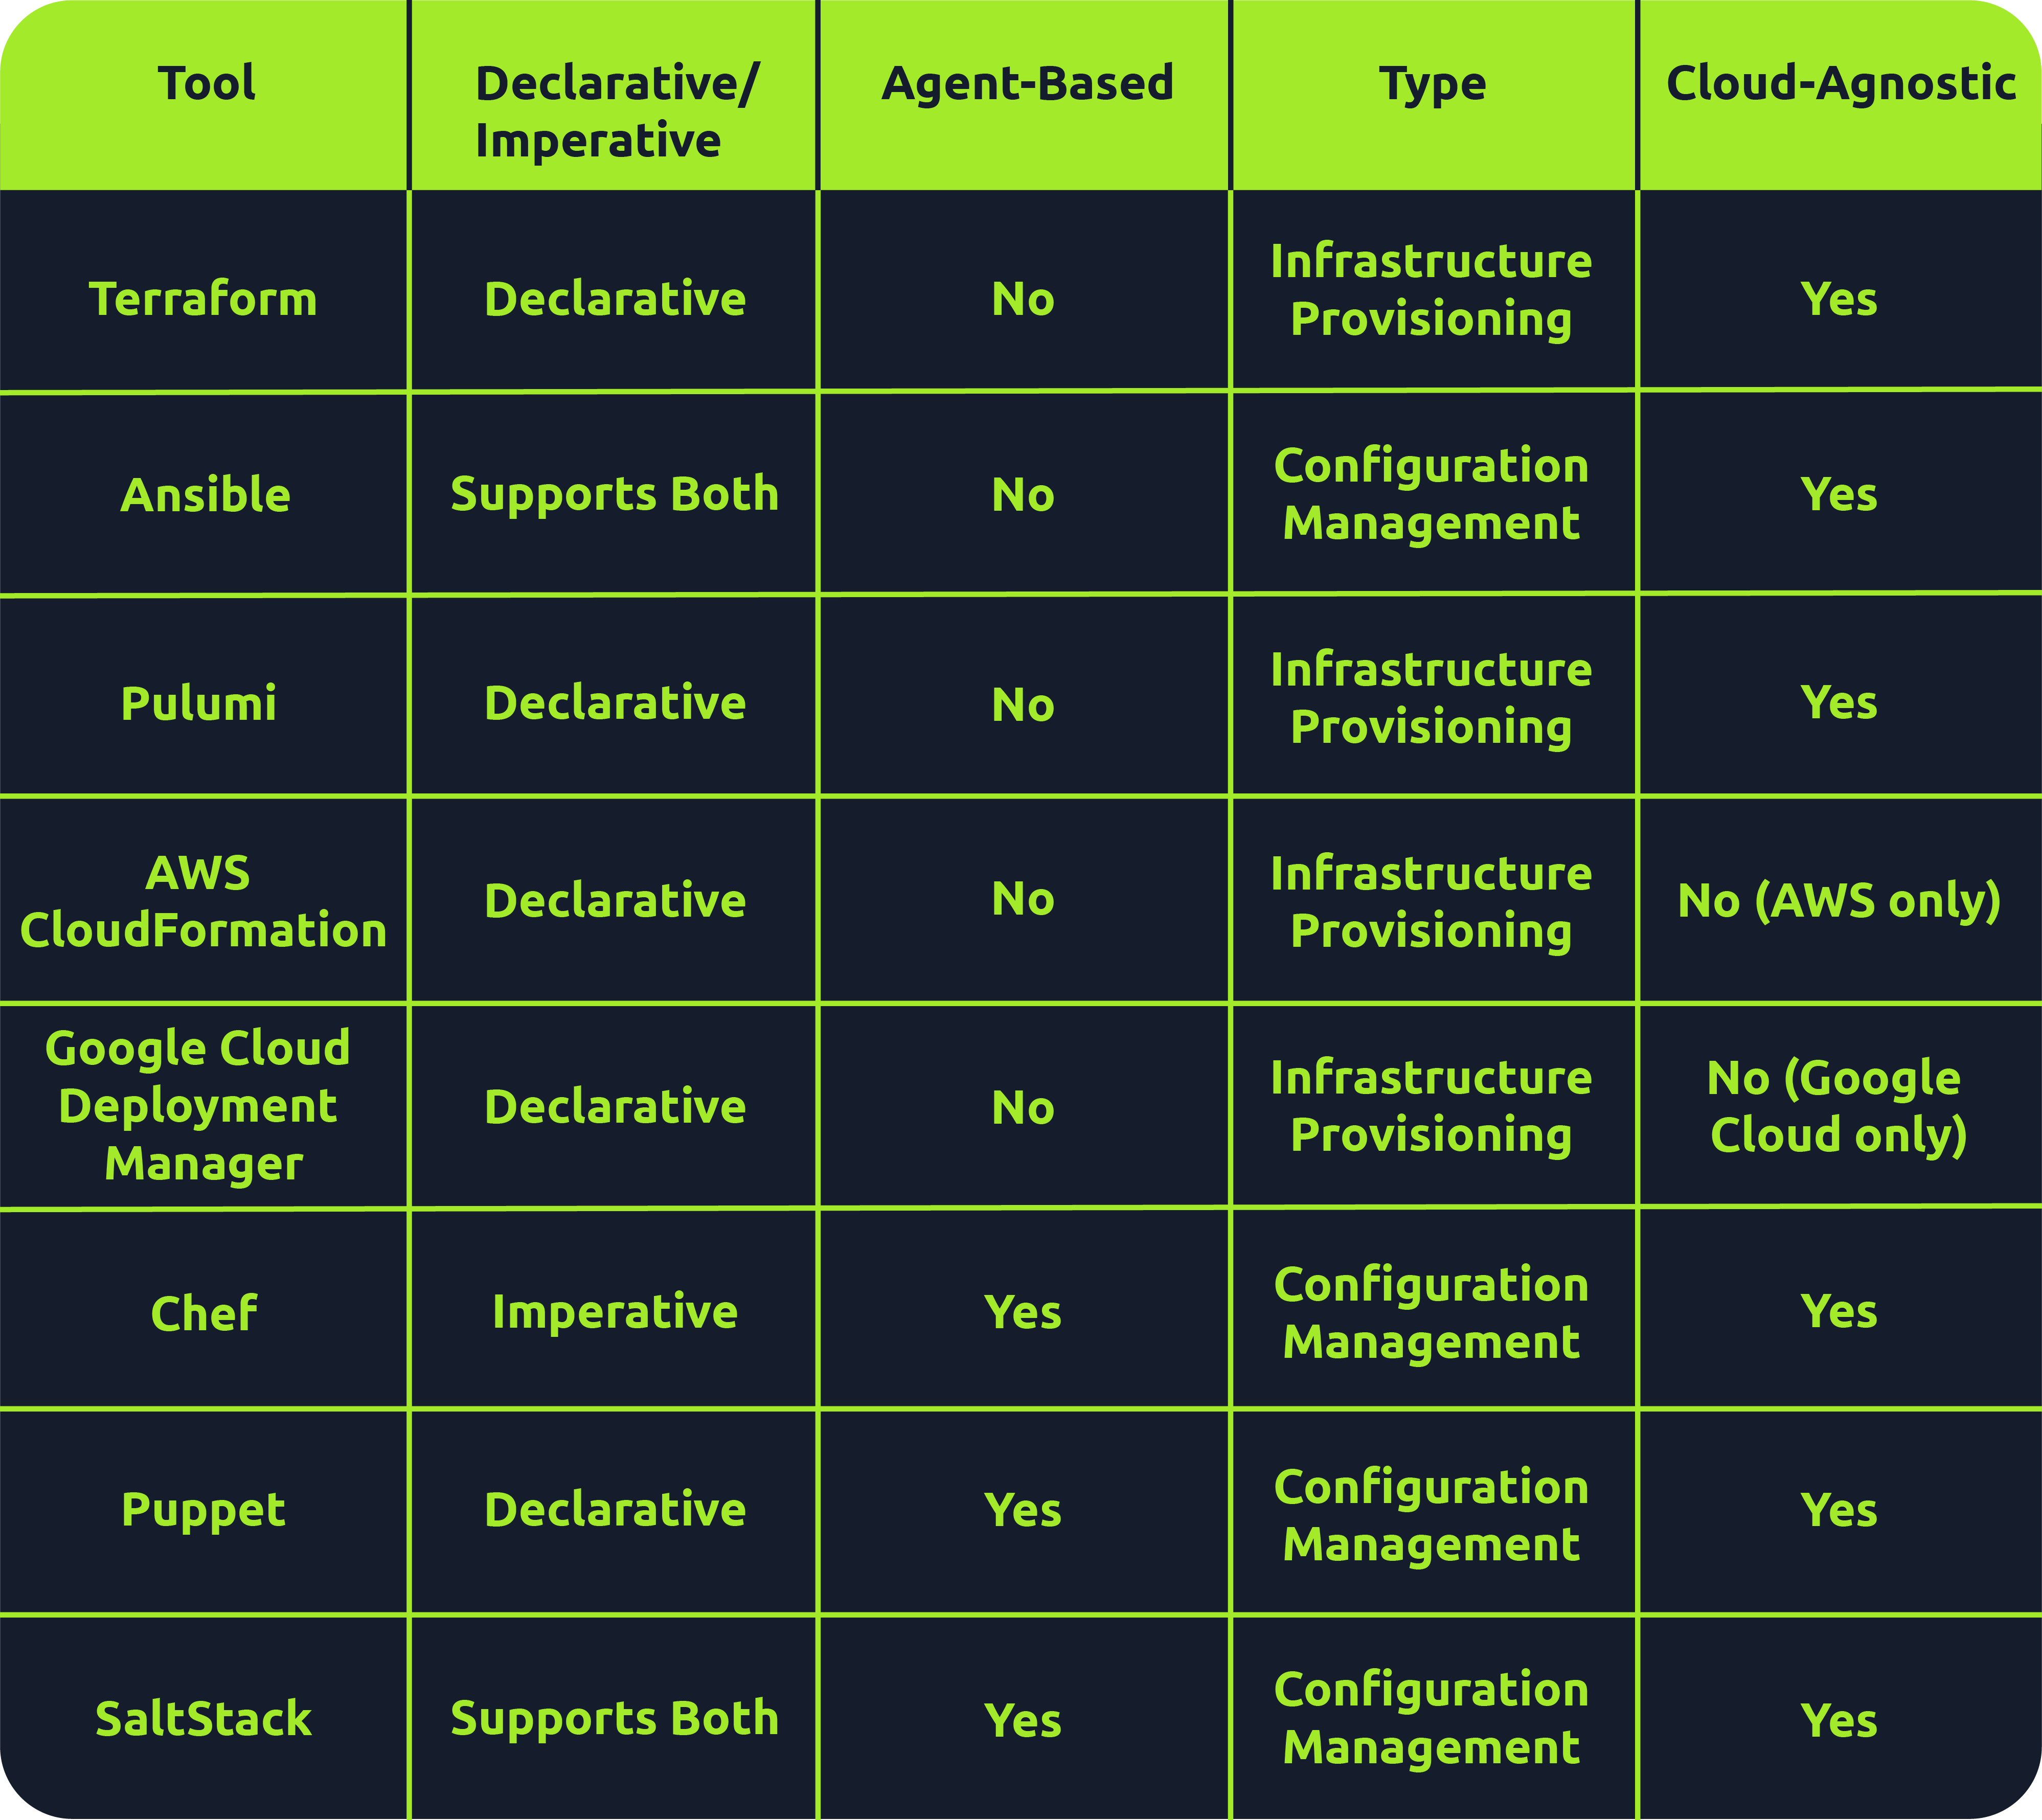 Tool
Declarative/
Imperative
Agent-Based
Type
Cloud-Agnostic
Terraform
Declarative
No
Infrastructure
Provisioning
Yes
Ansible
Supports Both
No
Configuration
Management
Yes
Pulumi
Declarative
No
Infrastructure
Provisioning
Yes
AWS
CloudFormation
Declarative
No
Infrastructure
Provisioning
No (AWS only)
Google Cloud
Deployment
Manager
Declarative
No
Infrastructure
Provisioning
No (Google
Cloud only)
Chef
Imperative
Yes
Configuration
Management
Yes
Puppet
Declarative
Yes
Configuration
Management
Yes
SaltStack
Supports Both
Yes
Configuration
Management
Yes